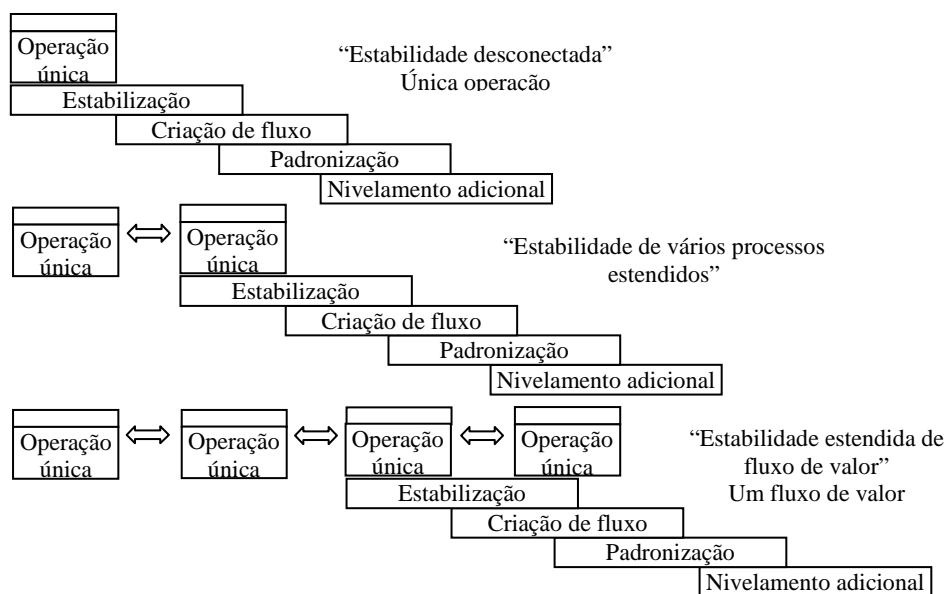 Operação
única
“Estabilidade desconectada”
Única operação
Estabilização
Criação de fluxo
Padronização
Nivelamento adicional
Operação
única
Operação
única
“Estabilidade de vários processos
estendidos”
Estabilização
Criação de fluxo
Padronização
Nivelamento adicional
Operação
única
Operação
única
Operação
única
Operação
única
“Estabilidade estendida de
fluxo de valor”
Um fluxo de valor
Estabilização
Criação de fluxo
Padronização
Nivelamento adicional